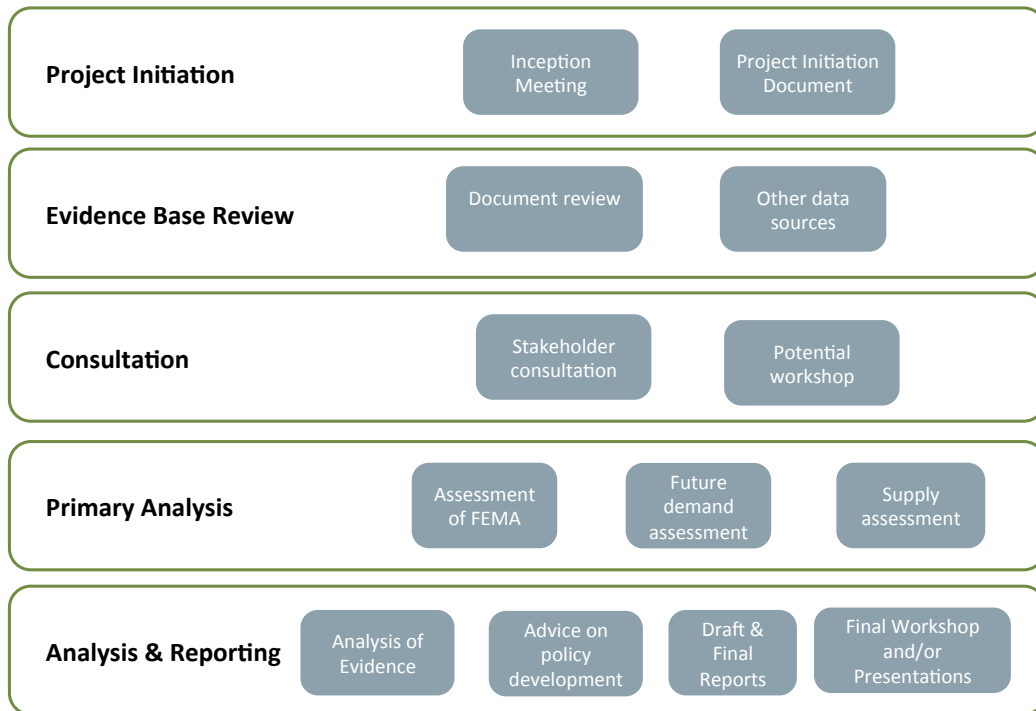 Project Initiation
Inception
Meeting
Project Initiation
Document
Evidence Base Review
Document review
Other data
sources
Consultation
Stakeholder
consultation
Potential
workshop
Primary Analysis
Assessment
of FEMA
Future
demand
assessment
Supply
assessment
Analysis & Reporting
Analysis of
Evidence
Advice on
policy
development
Draft &
Final
Reports
Final Workshop
and/or
Presentations